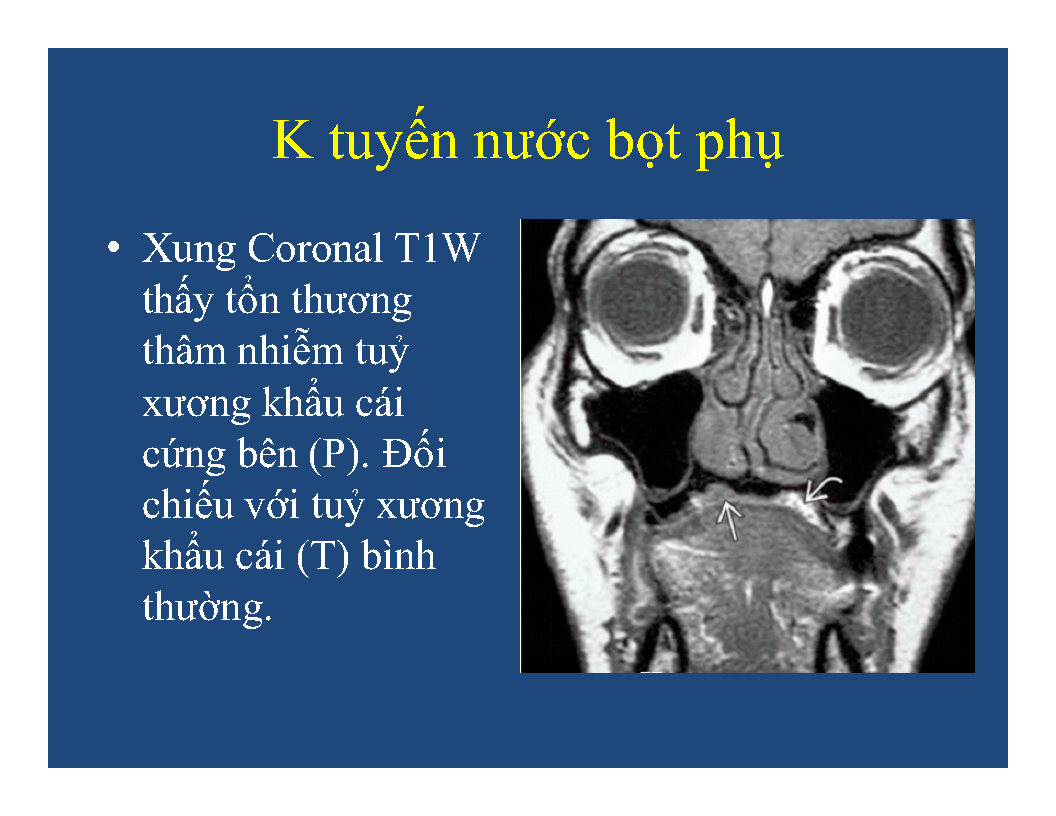 K tuyến nước bọt phụ
• Xung Coronal T1W
thấy tổn thương
thâm nhiễm tuỷ
xương khẩu cái
cứng bên (P). Đối
chiếu với tuỷ xương
khẩu cái (T) bình
thường.